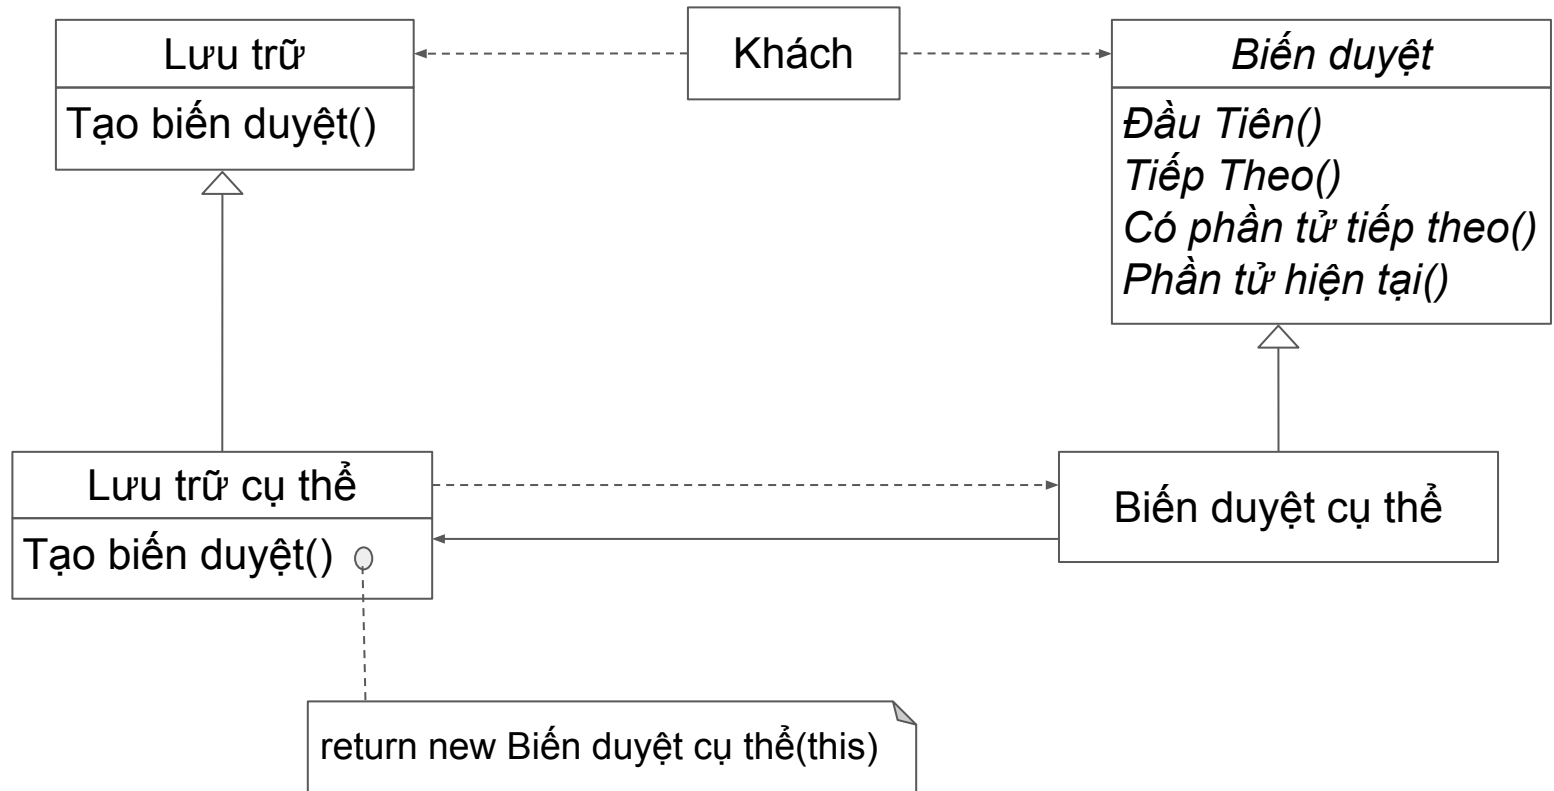 Lưu trữ
Tạo biến duyệt()
Khách
Biến duyệt
Đầu Tiên()
Tiếp Theo()
Có phần tử tiếp theo()
Phần tử hiện tại()
Lưu trữ cụ thể
Tạo biến duyệt()
Biến duyệt cụ thể
return new Biến duyệt cụ thể(this)